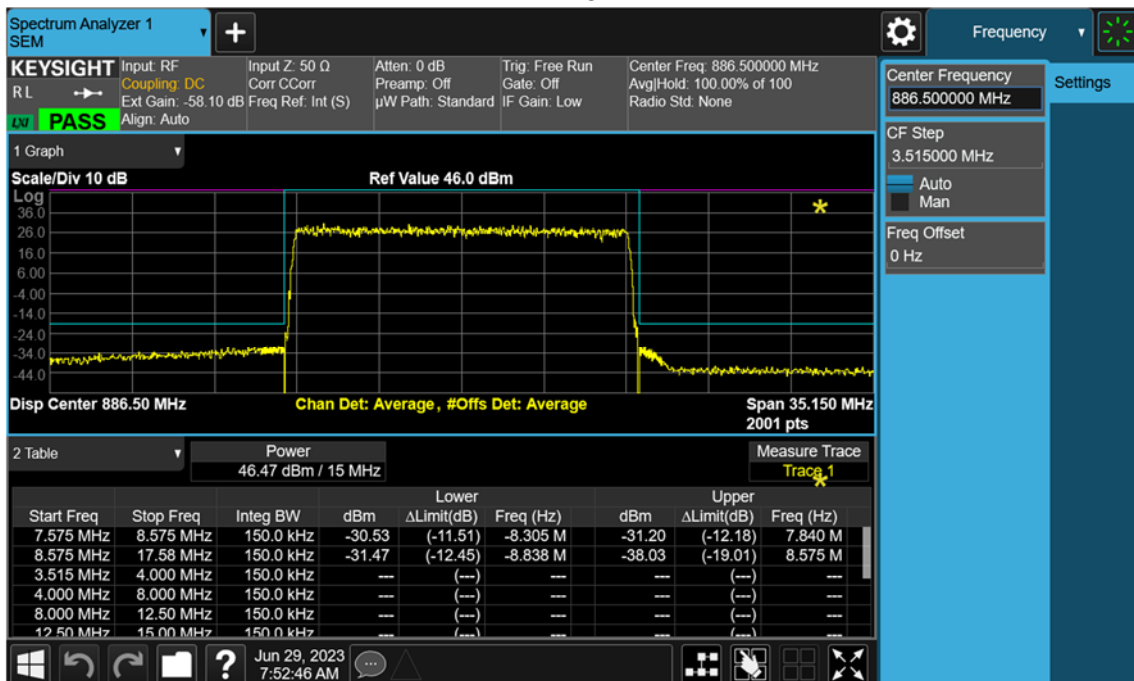 Spectrum Analyzer 1
SEM
+
Frequency
KEYSIGHT
RL
LXI
PASS
Input: RF
Coupling: DC
Ext Gain: -58.10 dB
Align: Auto
Input Z: 50 Ω
Corr CCorr
Freq Ref: Int (S)
Atten: 0 dB
Preamp: Off
µW Path: Standard
Trig: Free Run
Gate: Off
IF Gain: Low
Center Freq: 886.500000 MHz
Avg|Hold: 100.00% of 100
Radio Std: None
Center Frequency
886.500000 MHz
Settings
CF Step
3.515000 MHz
Auto
Man
Freq Offset
0 Hz
1 Graph
Scale/Div 10 dB
Ref Value 46.0 dBm
Log
36.0
26.0
16.0
6.00
-4.00
-14.0
-24.0
-34.0
-44.0
Disp Center 886.50 MHz
Chan Det: Average, #Offs Det: Average
Span 35.150 MHz
2001 pts
2 Table
Power
46.47 dBm / 15 MHz
Measure Trace
Trace 1
Lower Upper
Start Freq Stop Freq Integ BW dBm ΔLimit(dB) Freq (Hz) dBm ΔLimit(dB) Freq (Hz)
7.575 MHz 8.575 MHz 150.0 kHz -30.53 (-11.51) -8.305 M -31.20 (-12.18) 7.840 M
8.575 MHz 17.58 MHz 150.0 kHz -31.47 (-12.45) -8.838 M -38.03 (-19.01) 8.575 M
3.515 MHz 4.000 MHz 150.0 kHz --- (---) --- --- (---) ---
4.000 MHz 8.000 MHz 150.0 kHz --- (---) --- --- (---) ---
8.000 MHz 12.50 MHz 150.0 kHz --- (---) --- --- (---) ---
12.50 MHz 15.00 MHz 150.0 kHz --- (---) --- --- (---) ---
?
Jun 29, 2023
7:52:46 AM